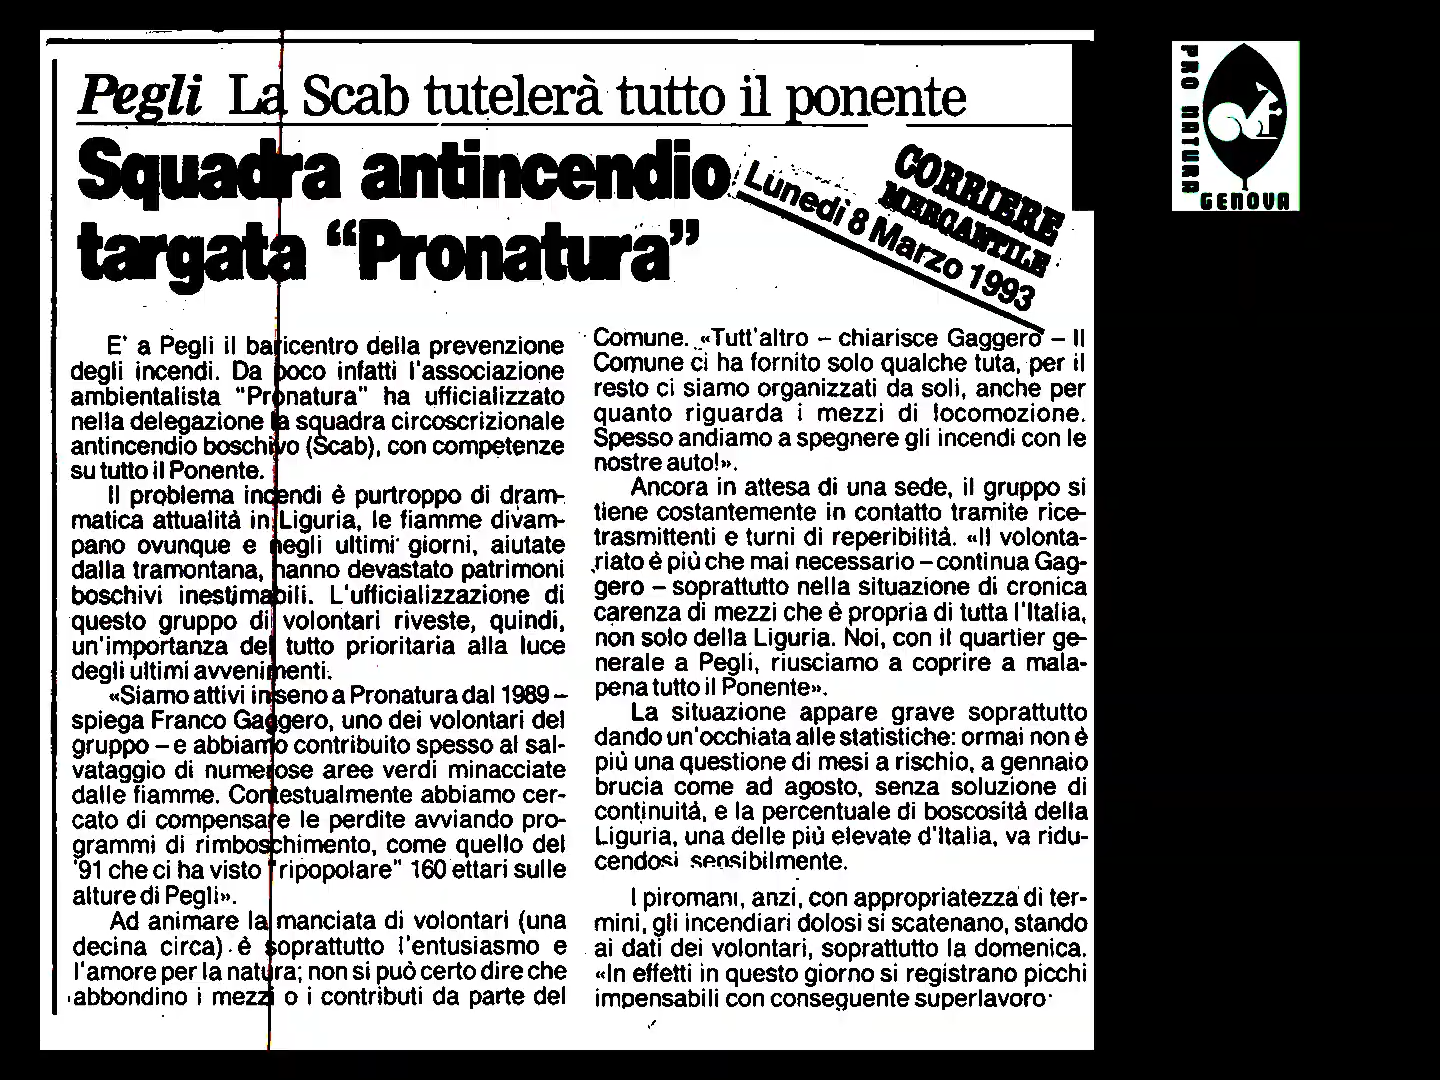 Pegli La Scab tutelerà tutto il ponente
Squadra antincendio
targata “Pronatura”
Lunedì 8 Marzo 1993
CORRIERE
MERCANTILE
E' a Pegli il baricentro della prevenzione
degli incendi. Da poco infatti l'associazione
ambientalista "Pronatura" ha ufficializzato
nella delegazione la squadra circoscrizionale
antincendio boschivo (Scab), con competenze
su tutto il Ponente.
Il problema incendi è purtroppo di dram-
matica attualità in Liguria, le fiamme divam-
pano ovunque e negli ultimi giorni, aiutate
dalla tramontana, hanno devastato patrimoni
boschivi inestimabili. L'ufficializzazione di
questo gruppo di volontari riveste, quindi,
un'importanza del tutto prioritaria alla luce
degli ultimi avvenimenti.
«Siamo attivi in seno a Pronatura dal 1989 –
spiega Franco Gaggero, uno dei volontari del
gruppo – e abbiamo contribuito spesso al sal-
vataggio di numerose aree verdi minacciate
dalle fiamme. Contestualmente abbiamo cer-
cato di compensare le perdite avviando pro-
grammi di rimboschimento, come quello del
'91 che ci ha visto "ripopolare" 160 ettari sulle
alture di Pegli».
Ad animare la manciata di volontari (una
decina circa) è soprattutto l'entusiasmo e
l'amore per la natura; non si può certo dire che
abbondino i mezzi o i contributi da parte del
Comune. «Tutt'altro – chiarisce Gaggero – Il
Comune ci ha fornito solo qualche tuta, per il
resto ci siamo organizzati da soli, anche per
quanto riguarda i mezzi di locomozione.
Spesso andiamo a spegnere gli incendi con le
nostre auto!».
Ancora in attesa di una sede, il gruppo si
tiene costantemente in contatto tramite rice-
trasmittenti e turni di reperibilità. «Il volonta-
riato è più che mai necessario – continua Gag-
gero – soprattutto nella situazione di cronica
carenza di mezzi che è propria di tutta l'Italia,
non solo della Liguria. Noi, con il quartier ge-
nerale a Pegli, riusciamo a coprire a mala-
pena tutto il Ponente».
La situazione appare grave soprattutto
dando un'occhiata alle statistiche: ormai non è
più una questione di mesi a rischio, a gennaio
brucia come ad agosto, senza soluzione di
continuità, e la percentuale di boscosità della
Liguria, una delle più elevate d'Italia, va ridu-
cendosi sensibilmente.
I piromani, anzi, con appropriatezza di ter-
mini, gli incendiari dolosi si scatenano, stando
ai dati dei volontari, soprattutto la domenica.
«In effetti in questo giorno si registrano picchi
impensabili con conseguente superlavoro
PRO NATURA
GENOVA